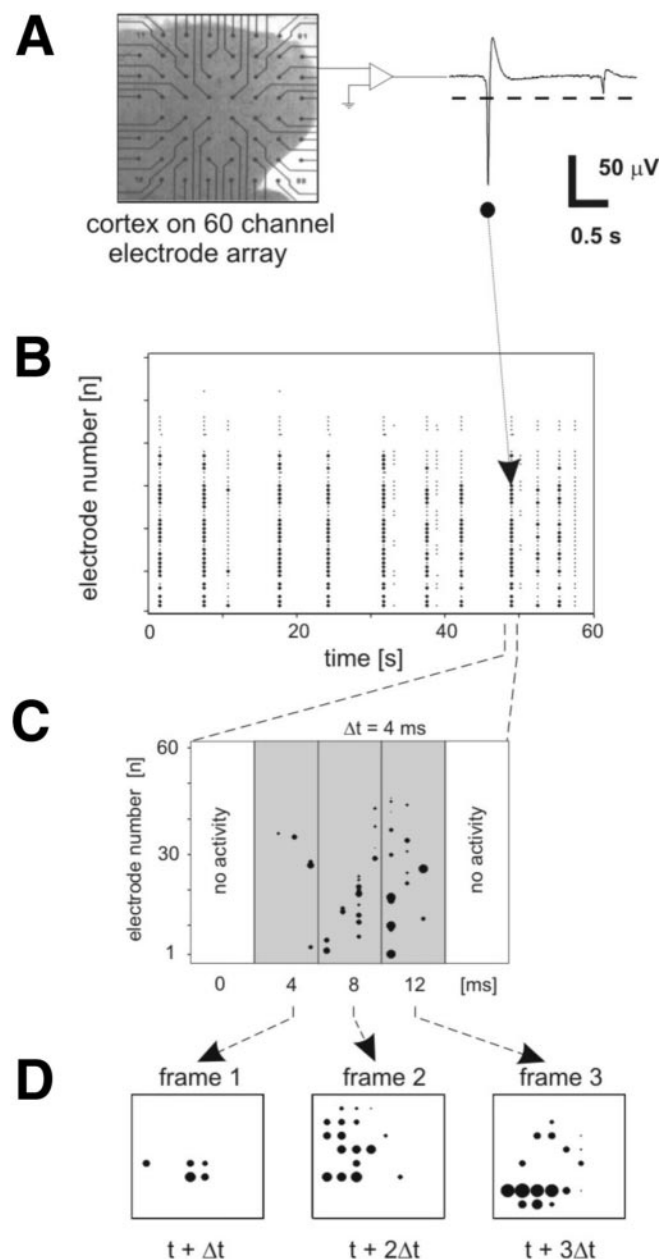 A
cortex on 60 channel
electrode array
50 μV
0.5 s
B
electrode number [n]
0
20
40
60
time [s]
C
Δt = 4 ms
electrode number [n]
60
30
1
no activity
no activity
0
4
8
12
[ms]
D
frame 1
frame 2
frame 3
t + Δt
t + 2Δt
t + 3Δt